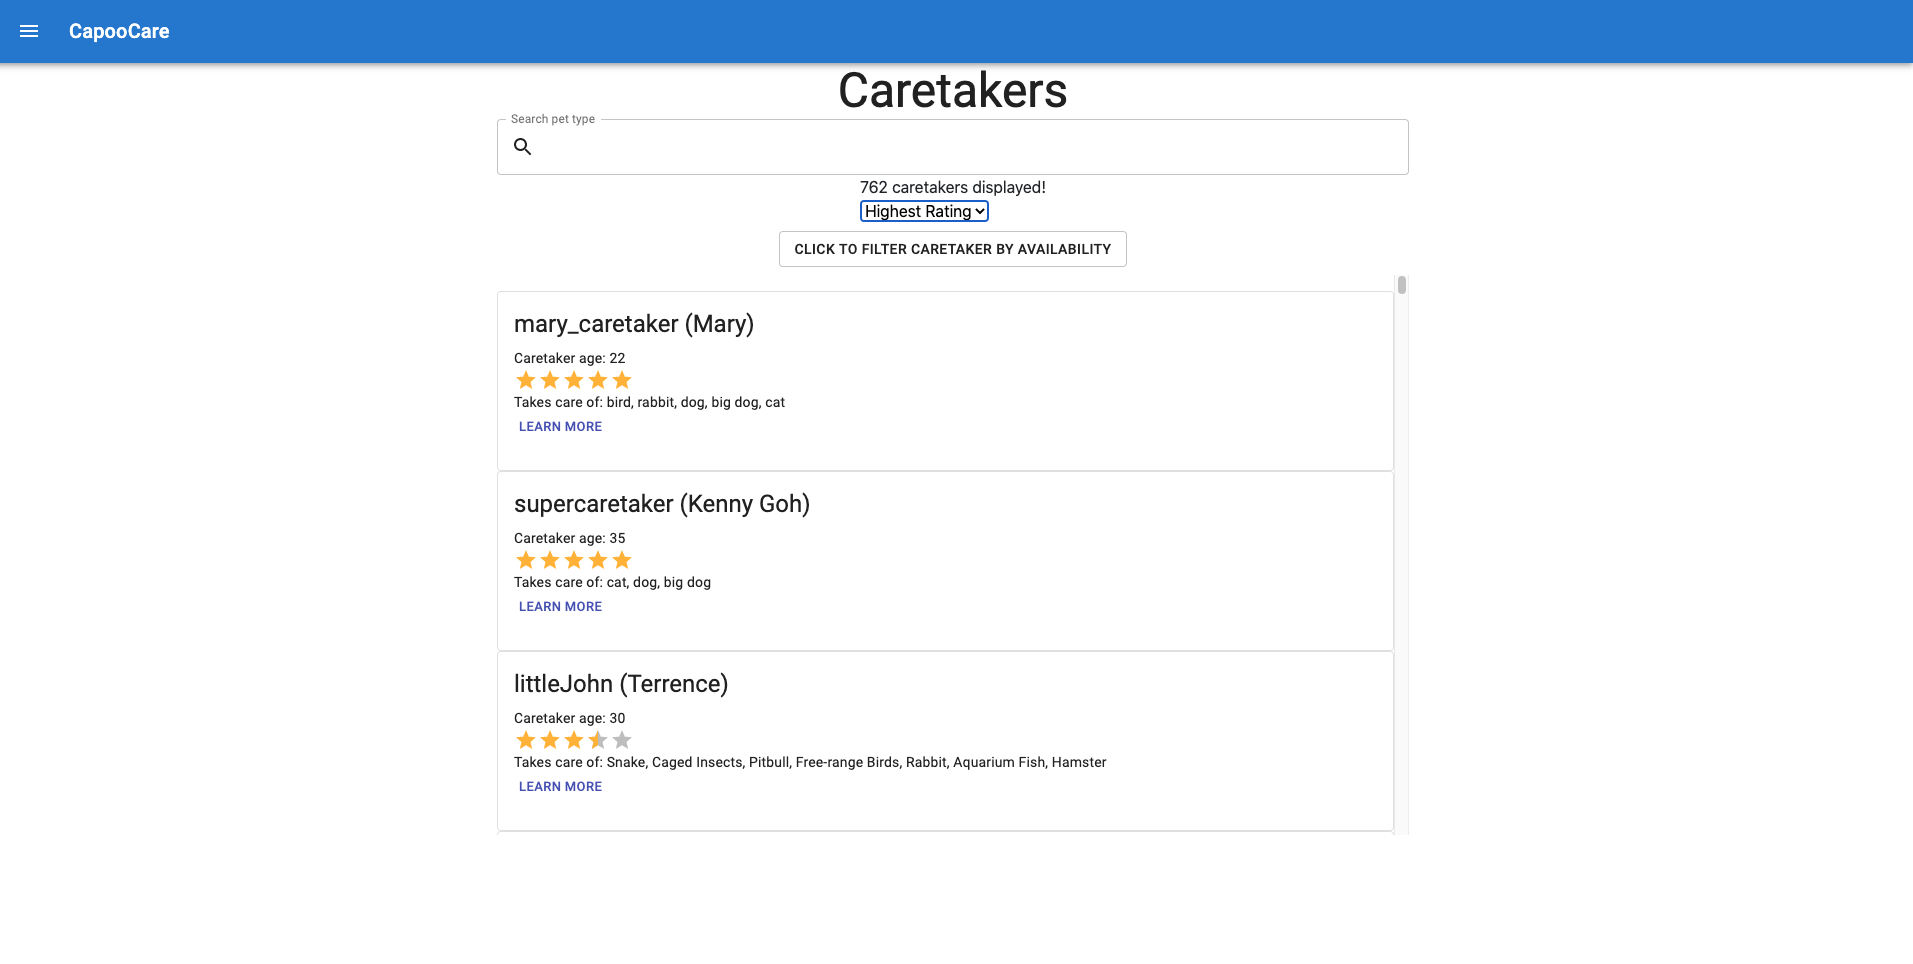 CapooCare
Caretakers
Search pet type
762 caretakers displayed!
Highest Rating
CLICK TO FILTER CARETAKER BY AVAILABILITY
mary_caretaker (Mary)
Caretaker age: 22
Takes care of: bird, rabbit, dog, big dog, cat
LEARN MORE
supercaretaker (Kenny Goh)
Caretaker age: 35
Takes care of: cat, dog, big dog
LEARN MORE
littleJohn (Terrence)
Caretaker age: 30
Takes care of: Snake, Caged Insects, Pitbull, Free-range Birds, Rabbit, Aquarium Fish, Hamster
LEARN MORE